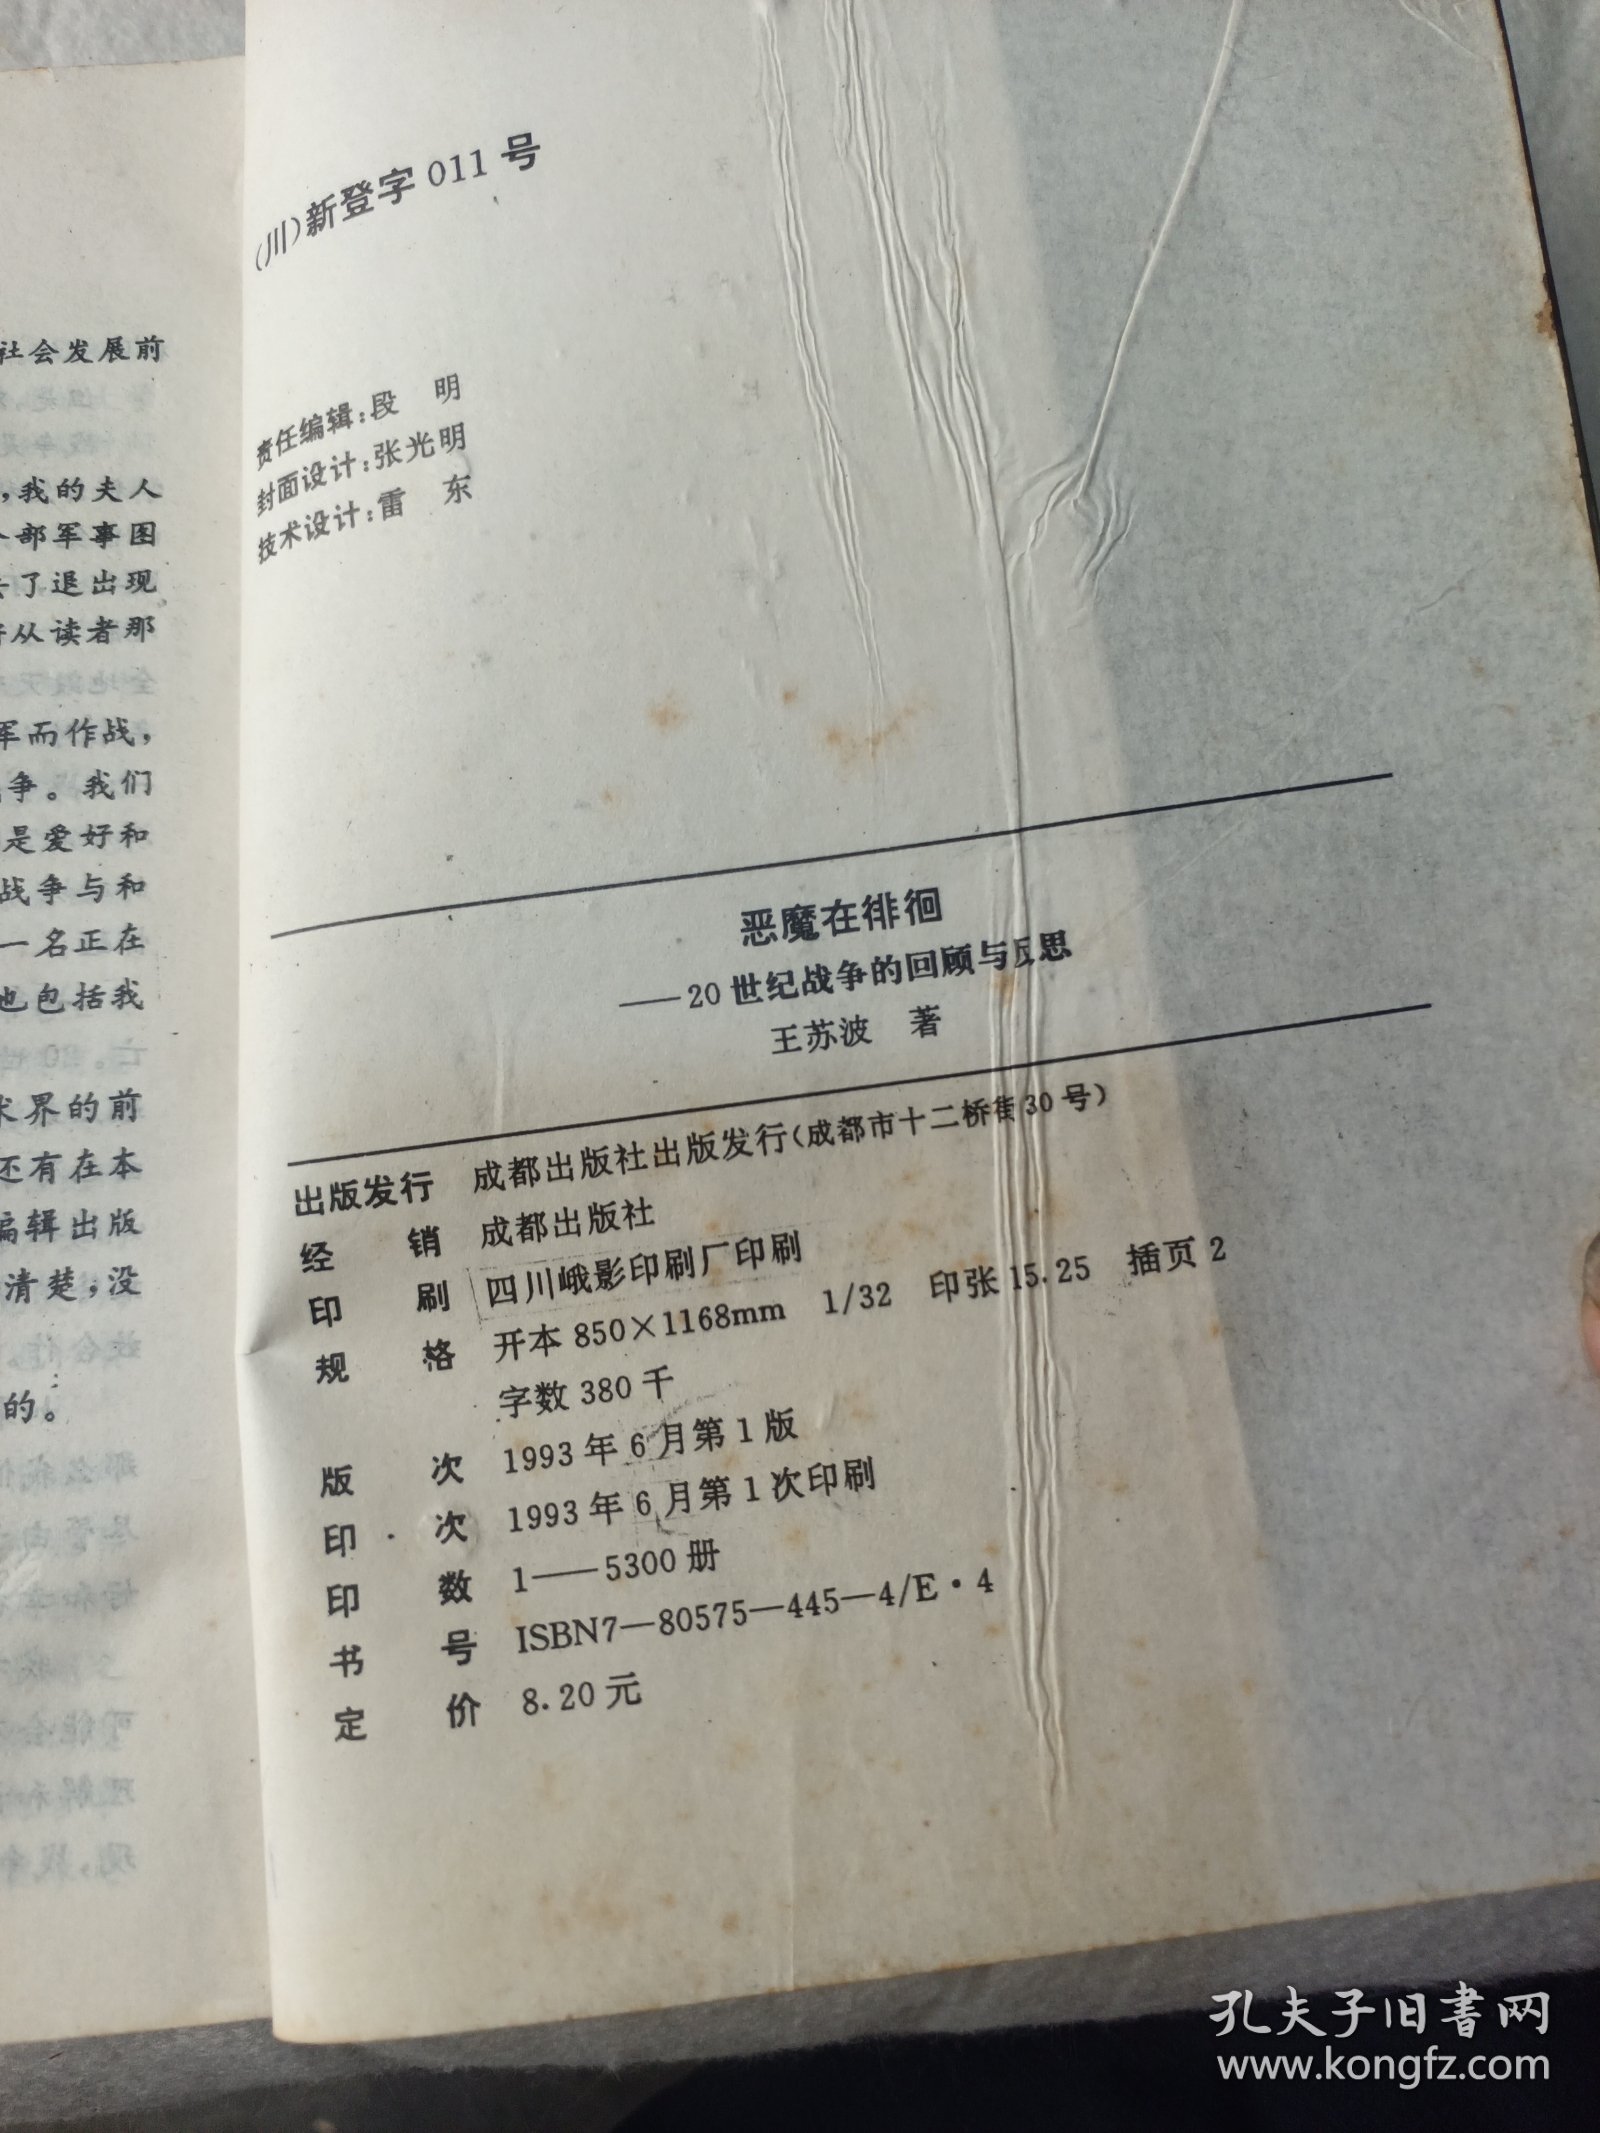 社会发展前
,我的夫人
部军事图
了退出现
从读者那
军而作战,
争。我们
是爱好和
战争与和
一名正在
也包括我
术界的前
还有在本
编辑出版
清楚,没
的。
(川)新登字 011 号
责任编辑:段 明
封面设计:张光明
技术设计:雷 东
恶魔在徘徊
——20 世纪战争的回顾与反思
王苏波 著
出版发行 成都出版社出版发行(成都市十二桥街30号)
经 销 成都出版社
印 刷 四川峨影印刷厂印刷
规 格 开本 850×1168mm 1/32 印张 15.25 插页 2
字数 380 千
版 次 1993 年 6 月第 1 版
印 次 1993 年 6 月第 1 次印刷
印 数 1——5300 册
书 号 ISBN7—80575—445—4/E·4
定 价 8.20 元
孔夫子旧书网
www.kongfz.com